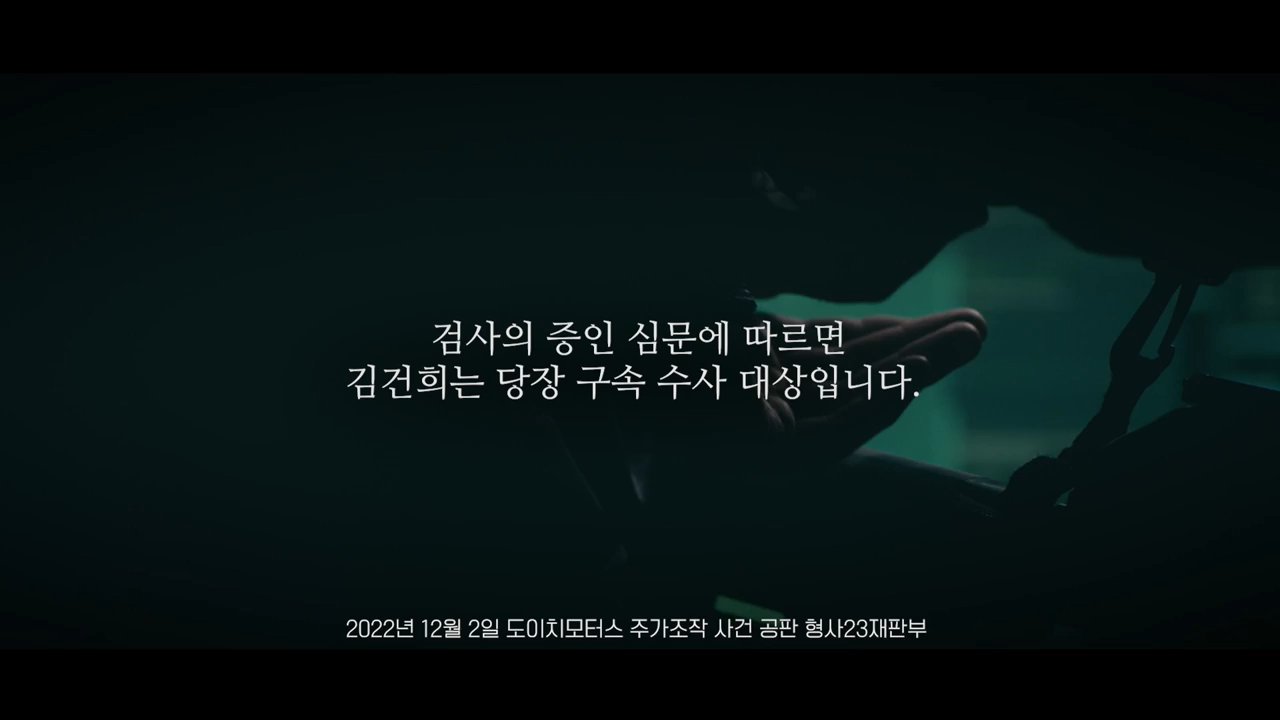 검사의 증인 심문에 따르면
김건희는 당장 구속 수사 대상입니다.
2022년 12월 2일 도이치모터스 주가조작 사건 공판 형사23재판부